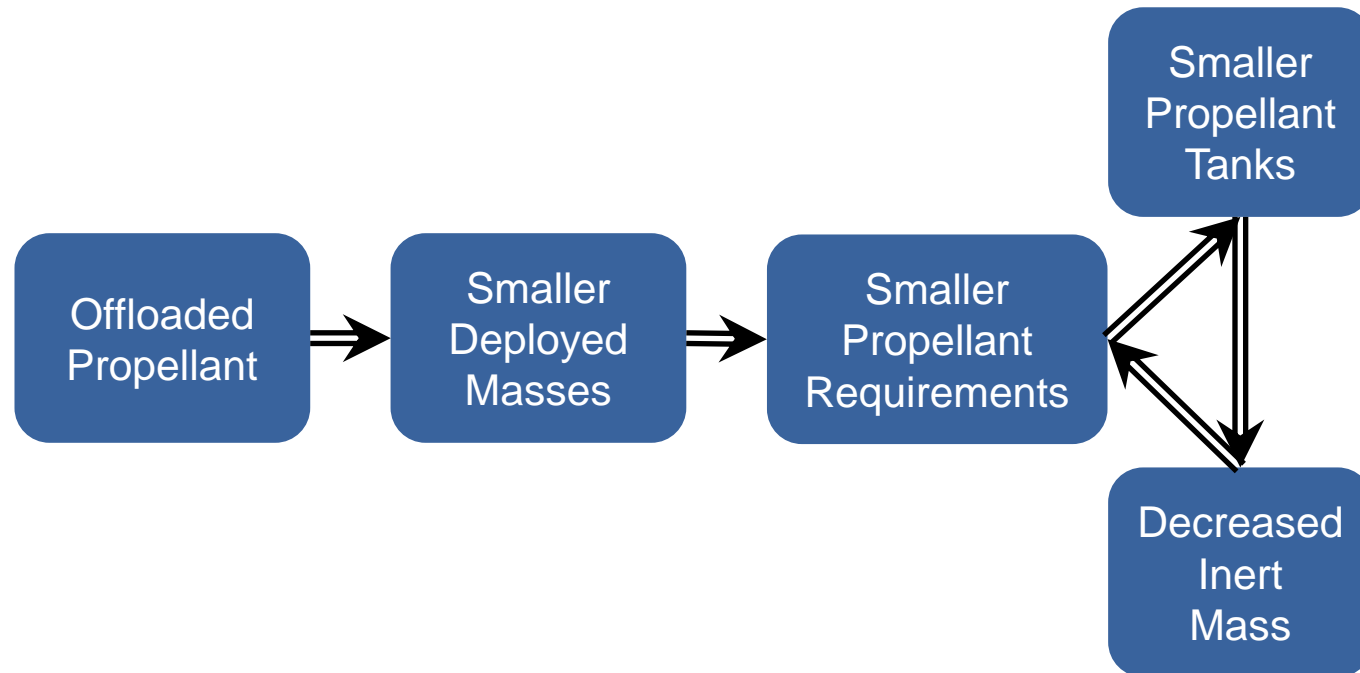 Offloaded
Propellant
Smaller
Deployed
Masses
Smaller
Propellant
Requirements
Smaller
Propellant
Tanks
Decreased
Inert
Mass